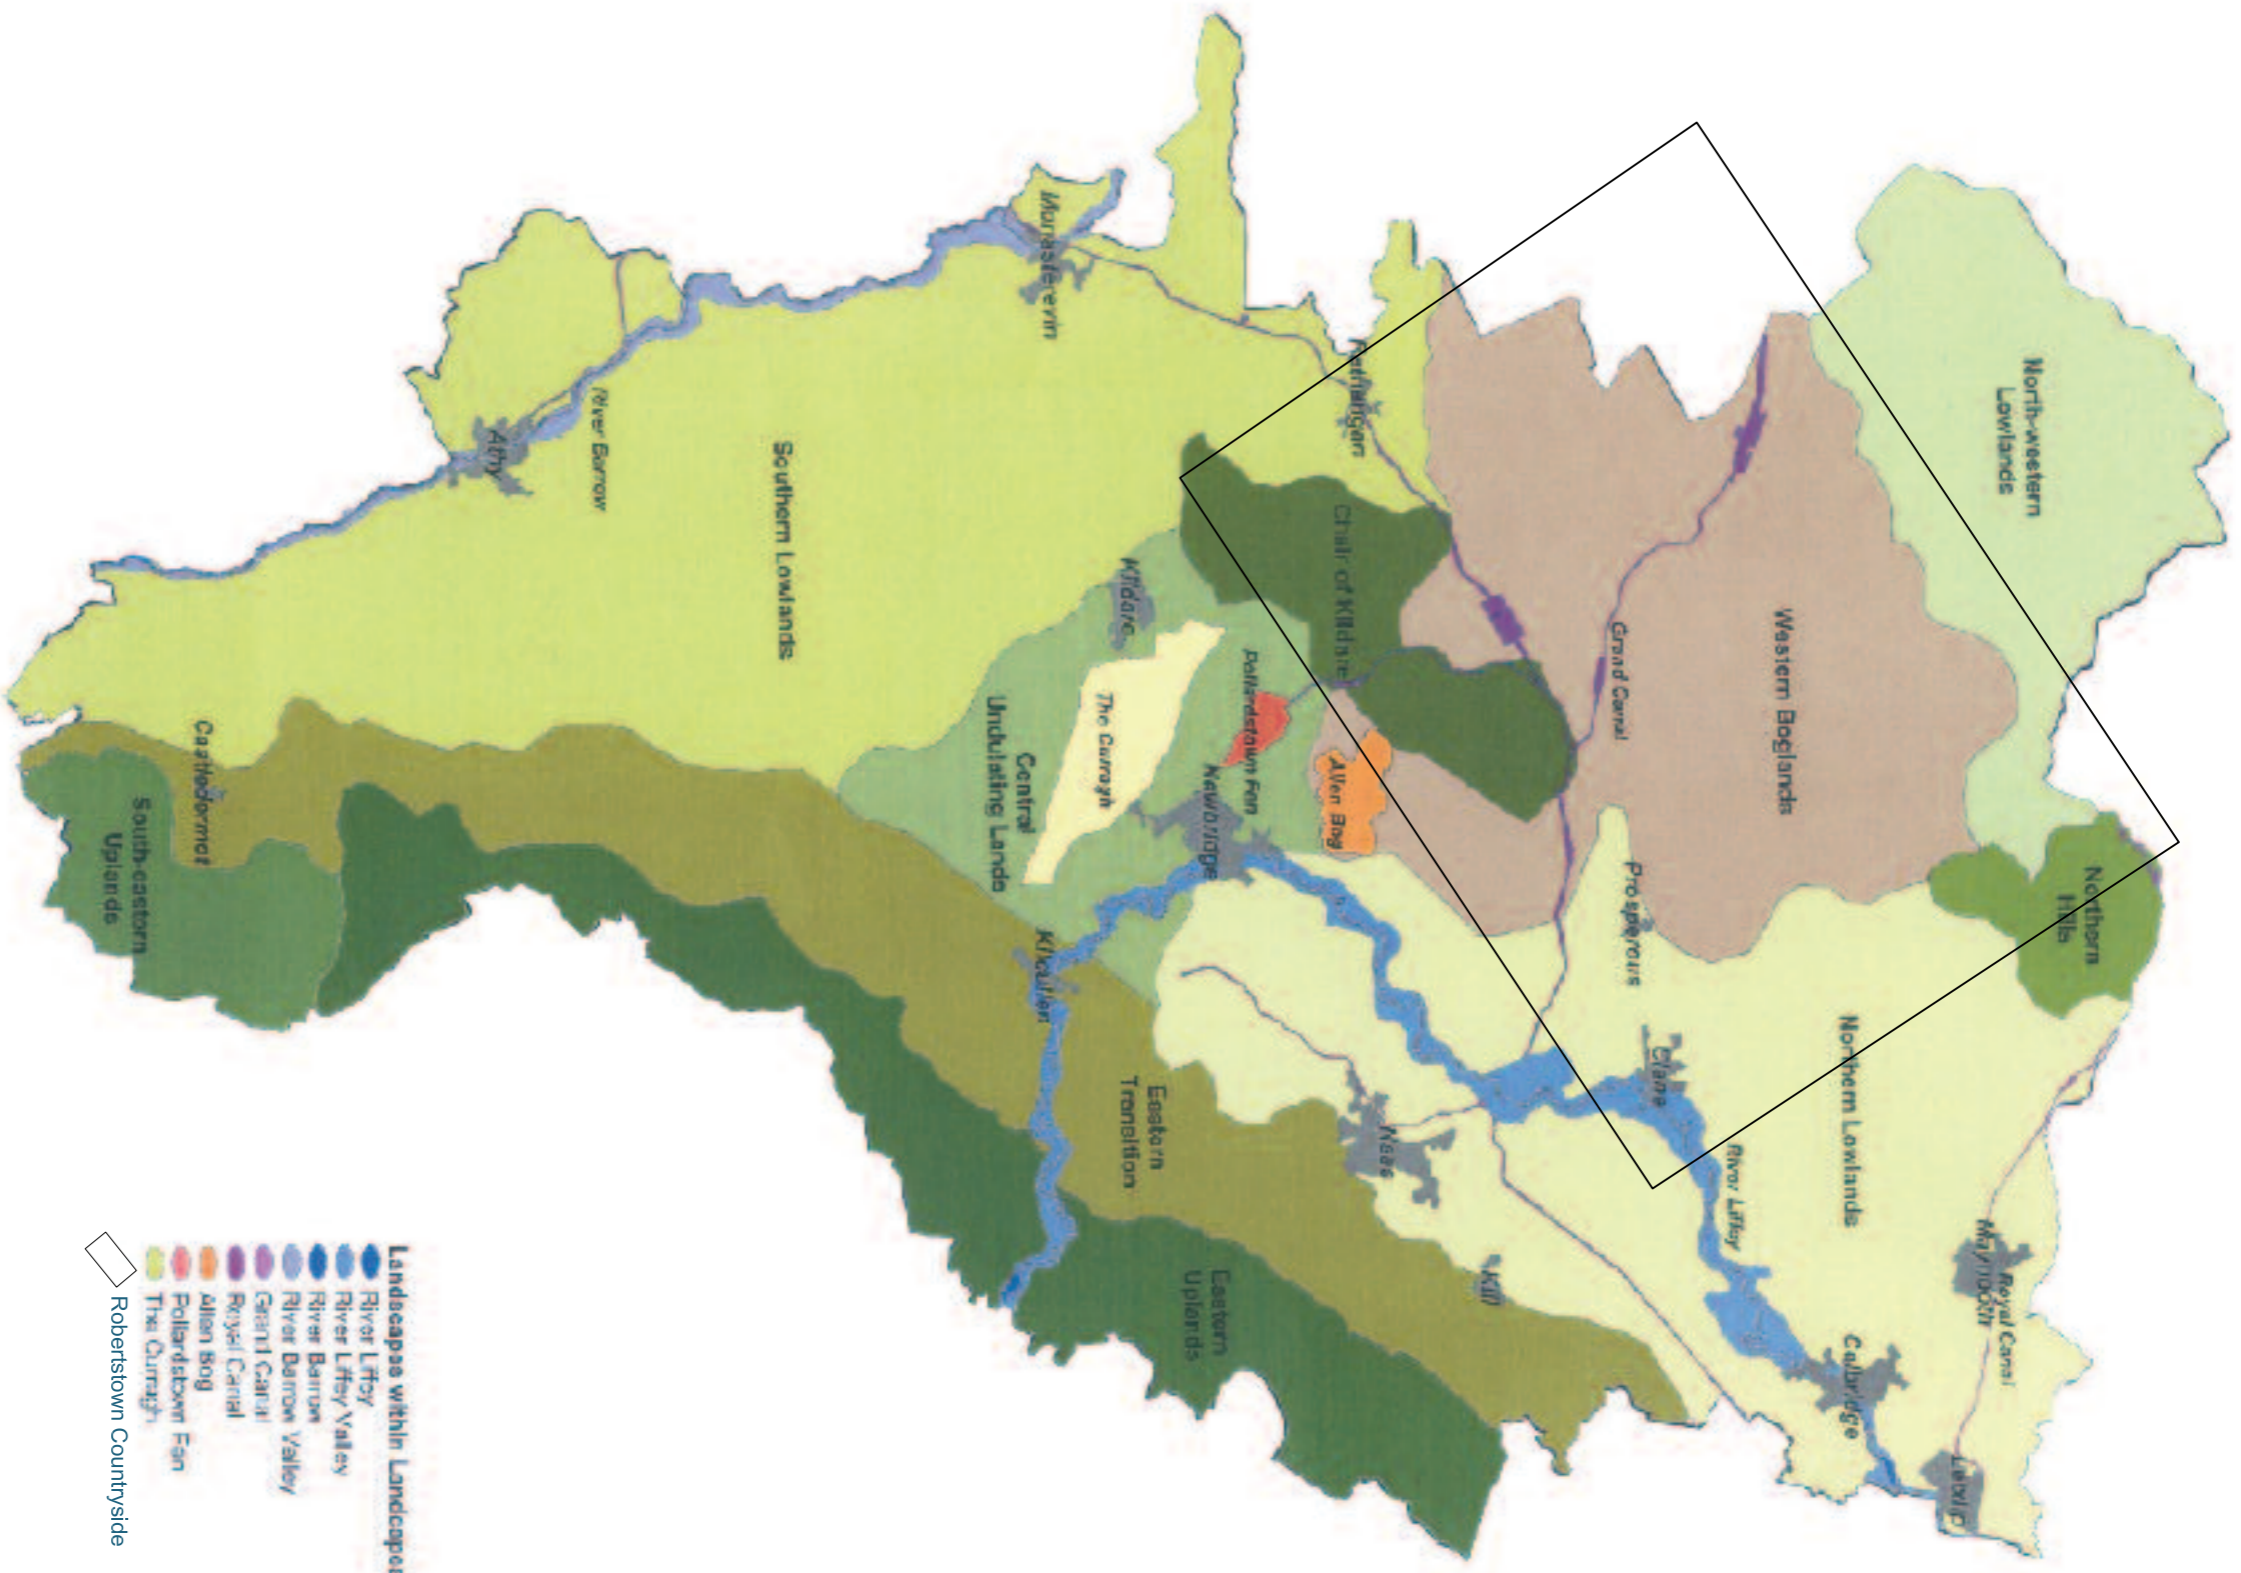 North-western
Lowlands
Northern
Hills
Western Boglands
Grand Canal
Prosperous
Northern Lowlands
Clane
River Liffey
Maynooth
Royal Canal
Celbridge
Leixlip
Rathangan
Chair of Kildare
Allen Bog
Pollardstown Fen
Newbridge
Naas
Kill
Monasterevin
Kildare
The Curragh
Central
Undulating Lands
Kilcullen
Eastern
Transition
Eastern
Uplands
Southern Lowlands
River Barrow
Athy
Castledermot
South-eastern
Uplands
Landscapes within
River Liffey
River Liffey Valley
River Barrow
River Barrow Valley
Grand Canal
Royal Canal
Allen Bog
Pollardstown Fen
The Curragh
Robertstown Countryside